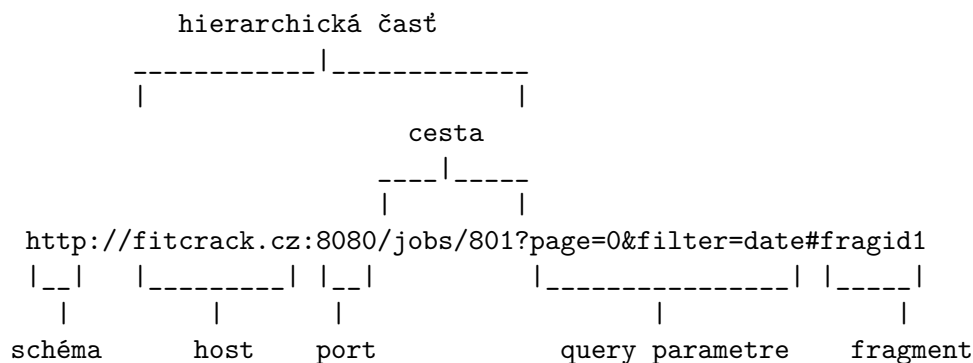 hierarchická časť
cesta
http://fitcrack.cz:8080/jobs/801?page=0&filter=date#fragid1
schéma host port query parametre fragment